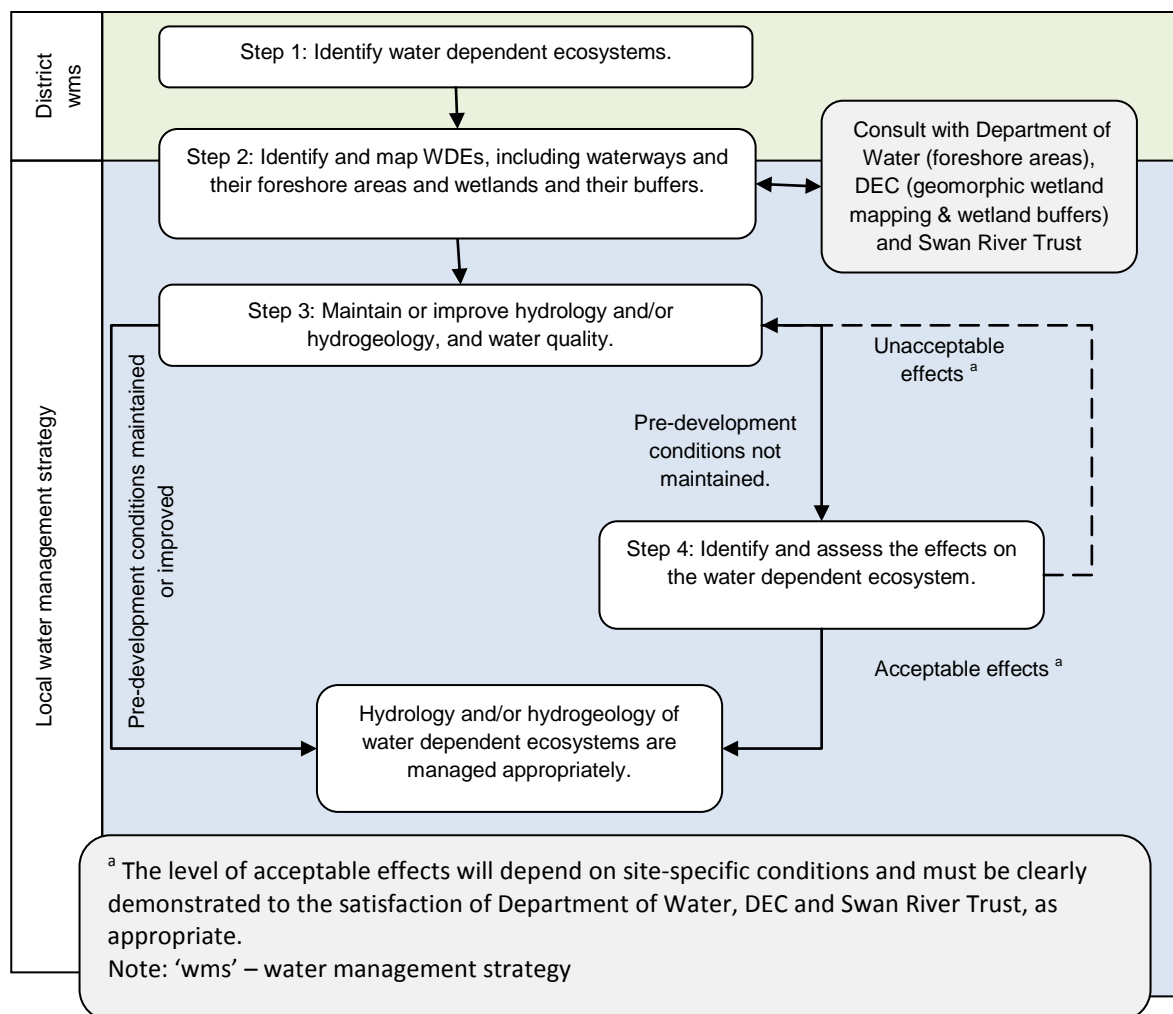 District
wms
Step 1: Identify water dependent ecosystems.
Step 2: Identify and map WDEs, including waterways and
their foreshore areas and wetlands and their buffers.
Consult with Department of
Water (foreshore areas),
DEC (geomorphic wetland
mapping & wetland buffers)
and Swan River Trust
Local water management strategy
Step 3: Maintain or improve hydrology and/or
hydrogeology, and water quality.
Pre-development conditions maintained
or improved
Unacceptable
effects a
Pre-development
conditions not
maintained.
Step 4: Identify and assess the effects on
the water dependent ecosystem.
Acceptable effects a
Hydrology and/or hydrogeology of
water dependent ecosystems are
managed appropriately.
a The level of acceptable effects will depend on site-specific conditions and must be clearly
demonstrated to the satisfaction of Department of Water, DEC and Swan River Trust, as
appropriate.
Note: ‘wms’ – water management strategy